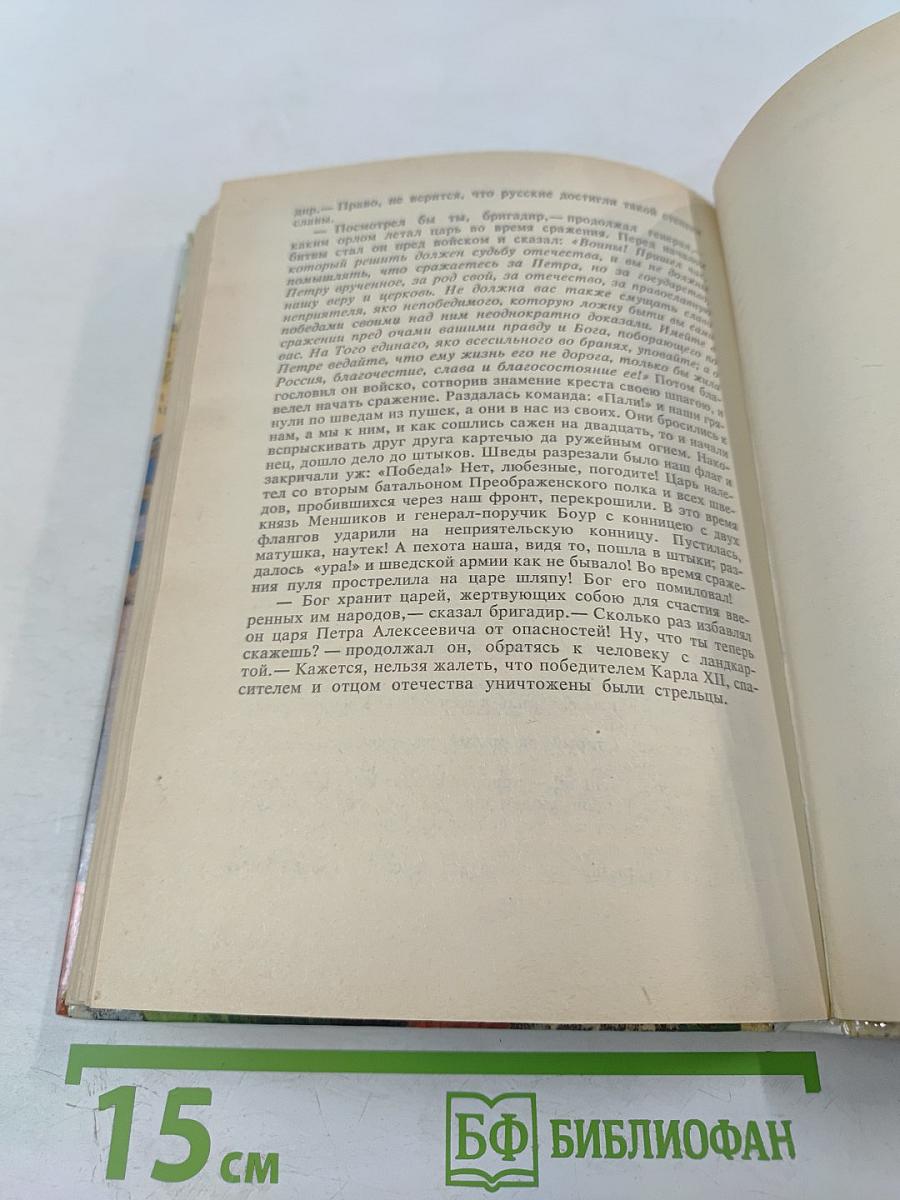 дир.— Право, не верится, что русские достигли такой степени
славы.
— Посмотрел бы ты, бригадир,— продолжал генерал,—
каким орлом летал царь во время сражения. Перед началом
битвы стал он пред войском и сказал: «Воины! Пришел час,
который решить должен судьбу отечества, и вы не должны
помышлять, что сражаетесь за Петра, но за государство,
Петру врученное, за род свой, за отечество, за православную
нашу веру и церковь. Не должна вас также смущать слава
неприятеля, яко непобедимого, которую ложну быти вы сами
победами своими над ним неоднократно доказали. Имейте в
сражении пред очами вашими правду и Бога, поборающего по
вас. На Того единаго, яко всесильного во бранях, уповайте; а о
Петре ведайте, что ему жизнь его не дорога, только бы жила
Россия, благочестие, слава и благосостояние ее!» Потом бла-
гословил он войско, сотворив знамение креста своею шпагою, и
велел начать сражение. Раздалась команда: «Пали!» и наши гря-
нули по шведам из пушек, а они в нас из своих. Они бросились к
нам, а мы к ним, и как сошлись сажен на двадцать, то и начали
вспрыскивать друг друга картечью да ружейным огнем. Нако-
нец, дошло дело до штыков. Шведы разрезали было наш флаг и
закричали уж: «Победа!» Нет, любезные, погодите! Царь нале-
тел со вторым батальоном Преображенского полка и всех шве-
дов, пробившихся через наш фронт, перекрошили. В это время
князь Меншиков и генерал-поручик Боур с конницею с двух
флангов ударили на неприятельскую конницу. Пустилась,
матушка, наутек! А пехота наша, видя то, пошла в штыки; раз-
далось «ура!» и шведской армии как не бывало! Во время сраже-
ния пуля прострелила на царе шляпу! Бог его помиловал!
— Бог хранит царей, жертвующих собою для счастия вве-
ренных им народов,— сказал бригадир.— Сколько раз избавлял
он царя Петра Алексеевича от опасностей! Ну, что ты теперь
скажешь? — продолжал он, обратясь к человеку с ландкар-
той.— Кажется, нельзя жалеть, что победителем Карла XII, спа-
сителем и отцом отечества уничтожены были стрельцы.
15 см
БФ БИБЛИОФАН